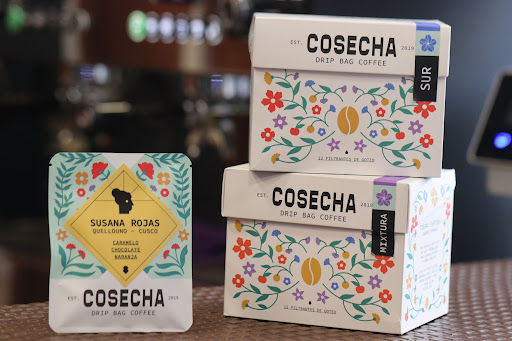 SUSANA ROJAS
QUELLOUNO - CUSCO
CARAMELO
CHOCOLATE
NARANJA
EST. COSECHA 2019
DRIP BAG COFFEE
EST. COSECHA 2019
DRIP BAG COFFEE
SUR
12 FILTRANTES DE GOTEO
EST. COSECHA 2019
DRIP BAG COFFEE
MIXTURA
12 FILTRANTES DE GOTEO